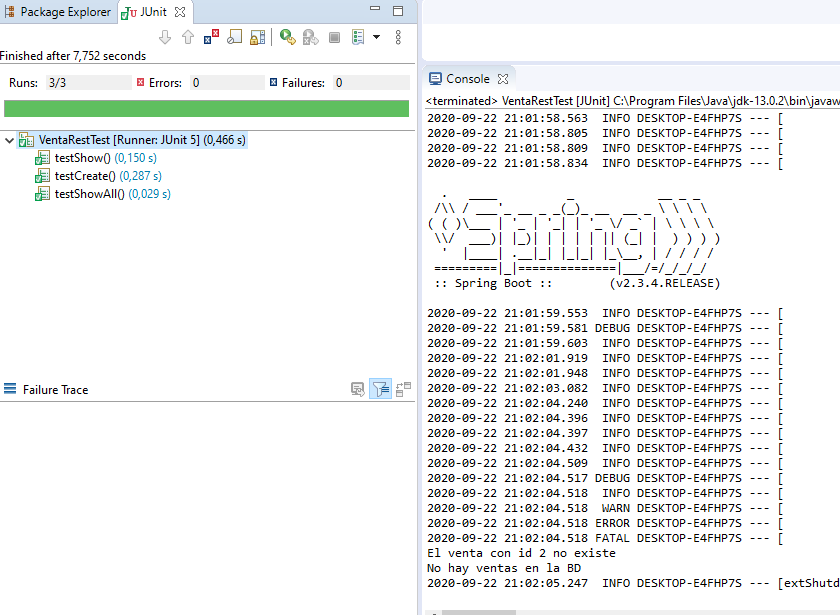 Package Explorer
JUnit
Finished after 7,752 seconds
Runs: 3/3 Errors: 0 Failures: 0
VentaRestTest [Runner: JUnit 5] (0,466 s)
testShow() (0,150 s)
testCreate() (0,287 s)
testShowAll() (0,029 s)
Failure Trace
Console
<terminated> VentaRestTest [JUnit] C:\Program Files\Java\jdk-13.0.2\bin\javaw
2020-09-22 21:01:58.563  INFO DESKTOP-E4FHP7S --- [
2020-09-22 21:01:58.805  INFO DESKTOP-E4FHP7S --- [
2020-09-22 21:01:58.809  INFO DESKTOP-E4FHP7S --- [
2020-09-22 21:01:58.834  INFO DESKTOP-E4FHP7S --- [
  .   ____          _            __ _ _
 /\\ / ___'_ __ _ _(_)_ __  __ _ \ \ \ \
( ( )\___ | '_ | '_| | '_ \/ _` | \ \ \ \
 \\/  ___)| |_)| | | | | || (_| |  ) ) ) )
  '  |____| .__|_| |_|_| |_\__, | / / / /
 =========|_|==============|___/=/_/_/_/
 :: Spring Boot ::        (v2.3.4.RELEASE)
2020-09-22 21:01:59.553  INFO DESKTOP-E4FHP7S --- [
2020-09-22 21:01:59.581 DEBUG DESKTOP-E4FHP7S --- [
2020-09-22 21:01:59.603  INFO DESKTOP-E4FHP7S --- [
2020-09-22 21:02:01.919  INFO DESKTOP-E4FHP7S --- [
2020-09-22 21:02:01.948  INFO DESKTOP-E4FHP7S --- [
2020-09-22 21:02:03.082  INFO DESKTOP-E4FHP7S --- [
2020-09-22 21:02:04.240  INFO DESKTOP-E4FHP7S --- [
2020-09-22 21:02:04.396  INFO DESKTOP-E4FHP7S --- [
2020-09-22 21:02:04.397  INFO DESKTOP-E4FHP7S --- [
2020-09-22 21:02:04.432  INFO DESKTOP-E4FHP7S --- [
2020-09-22 21:02:04.509  INFO DESKTOP-E4FHP7S --- [
2020-09-22 21:02:04.517 DEBUG DESKTOP-E4FHP7S --- [
2020-09-22 21:02:04.518  INFO DESKTOP-E4FHP7S --- [
2020-09-22 21:02:04.518  WARN DESKTOP-E4FHP7S --- [
2020-09-22 21:02:04.518 ERROR DESKTOP-E4FHP7S --- [
2020-09-22 21:02:04.518 FATAL DESKTOP-E4FHP7S --- [
El venta con id 2 no existe
No hay ventas en la BD
2020-09-22 21:02:05.247  INFO DESKTOP-E4FHP7S --- [extShutd